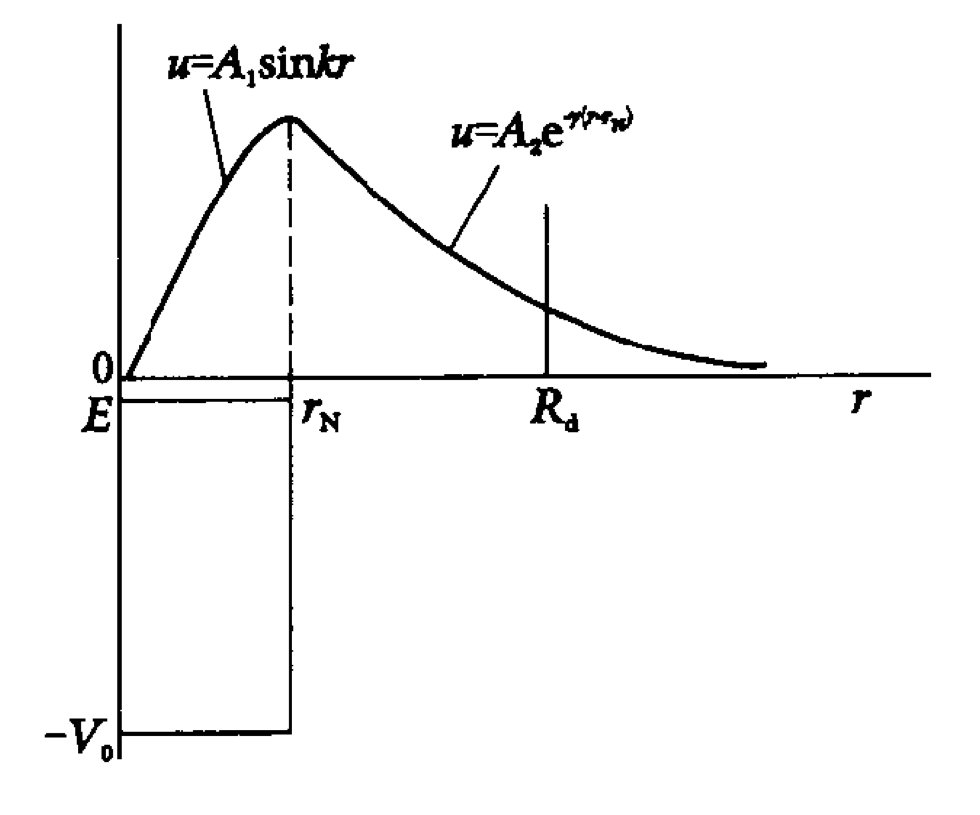 u=A₁sinkr
u=A₂e^-γ(r-r_N)
0
E
r_N
R_d
r
-V₀